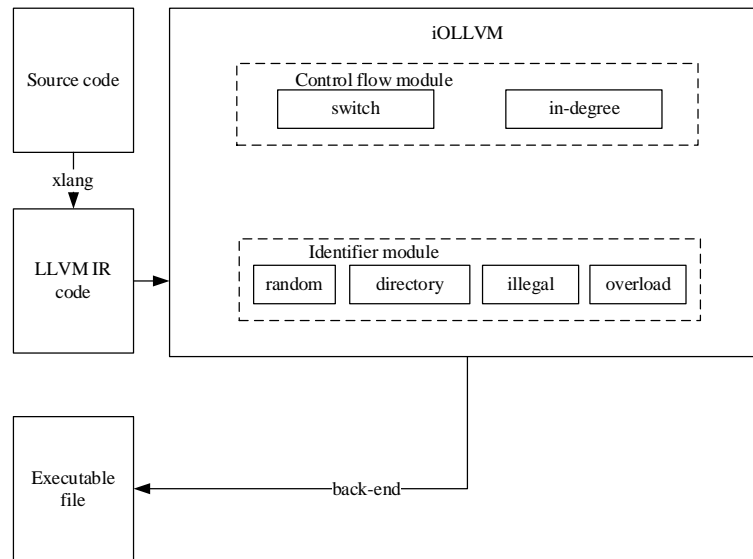 iOLLVM
Source code
Control flow module
switch
in-degree
xlang
LLVM IR
code
Identifier module
random
directory
illegal
overload
Executable
file
back-end